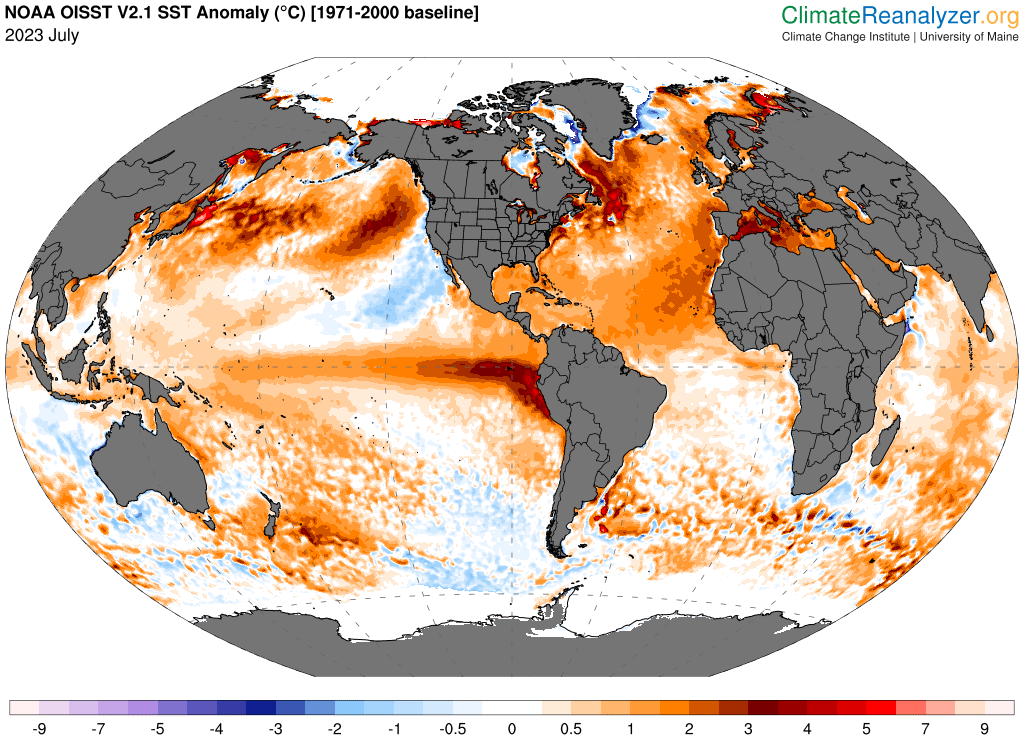 NOAA OISST V2.1 SST Anomaly (°C) [1971-2000 baseline]
2023 July
ClimateReanalyzer.org
Climate Change Institute | University of Maine
-9 -7 -5 -4 -3 -2 -1 -0.5 0 0.5 1 2 3 4 5 7 9